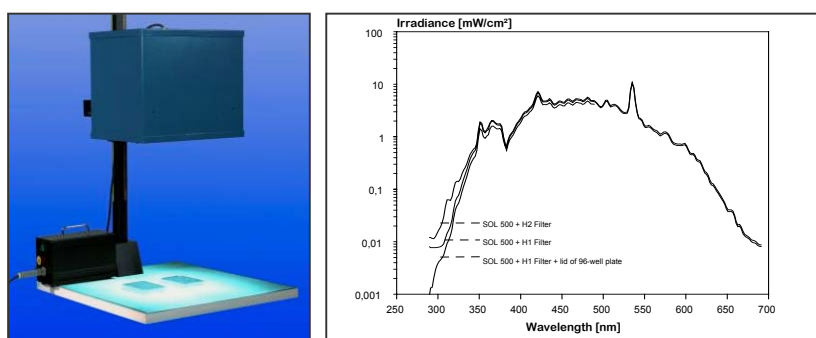 Irradiance [mW/cm²]
100
10
1
0,1
SOL 500 + H2 Filter
0,01
SOL 500 + H1 Filter
SOL 500 + H1 Filter + lid of 96-well plate
0,001
250 300 350 400 450 500 550 600 650 700
Wavelength [nm]